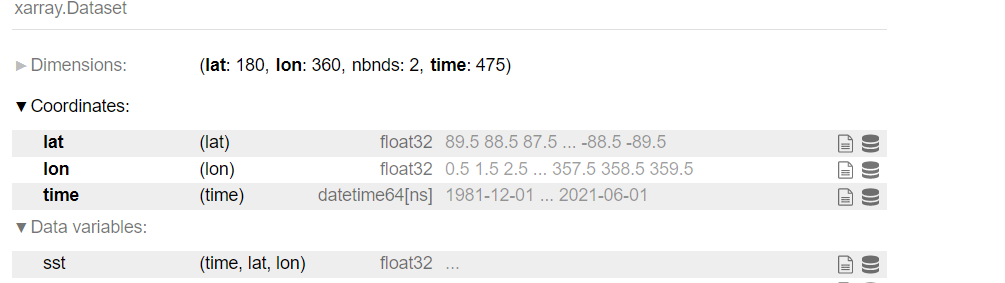 xarray.Dataset
► Dimensions: (lat: 180, lon: 360, nbnds: 2, time: 475)
▼ Coordinates:
lat (lat) float32 89.5 88.5 87.5 ... -88.5 -89.5
lon (lon) float32 0.5 1.5 2.5 ... 357.5 358.5 359.5
time (time) datetime64[ns] 1981-12-01 ... 2021-06-01
▼ Data variables:
sst (time, lat, lon) float32 ...